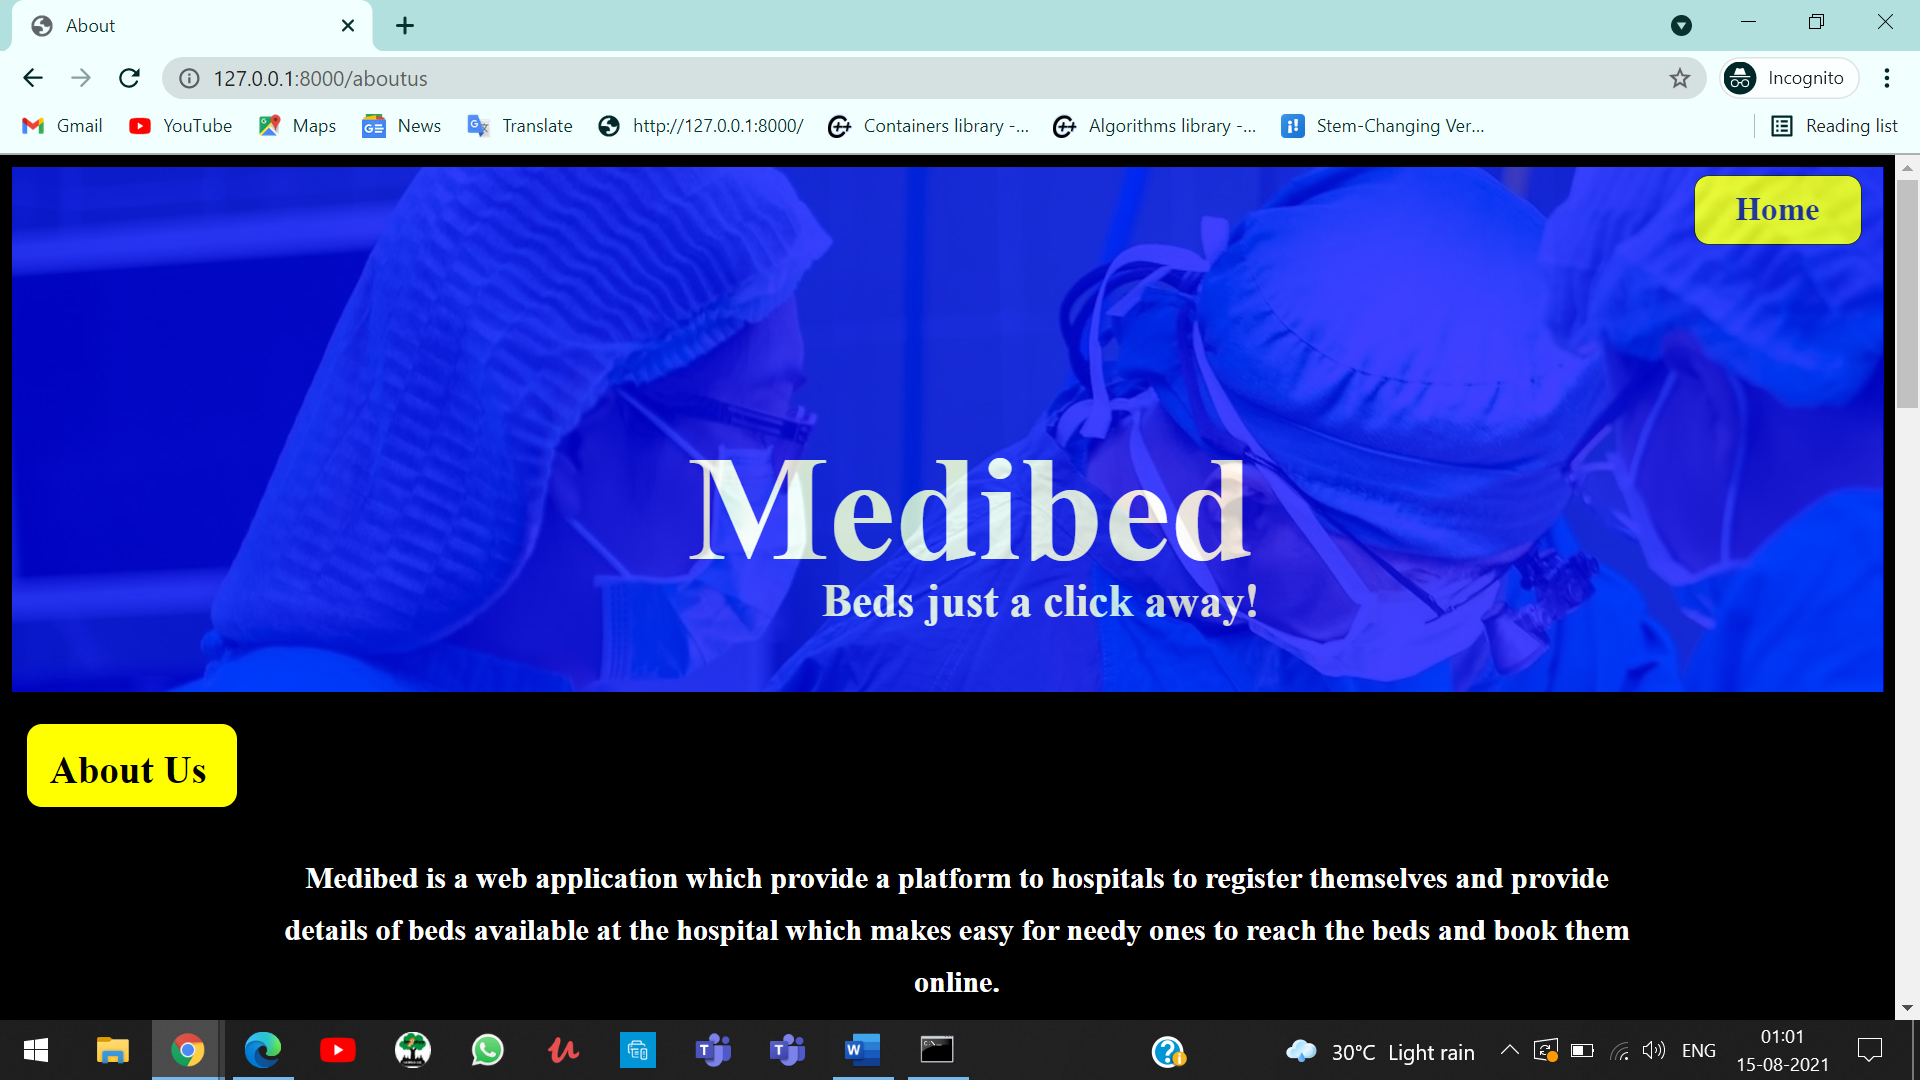 About
127.0.0.1:8000/aboutus
Incognito
Gmail
YouTube
Maps
News
Translate
http://127.0.0.1:8000/
Containers library -...
Algorithms library -...
Stem-Changing Ver...
Reading list
Home
Medibed
Beds just a click away!
About Us
Medibed is a web application which provide a platform to hospitals to register themselves and provide
details of beds available at the hospital which makes easy for needy ones to reach the beds and book them
online.
30°C Light rain
ENG
01:01
15-08-2021